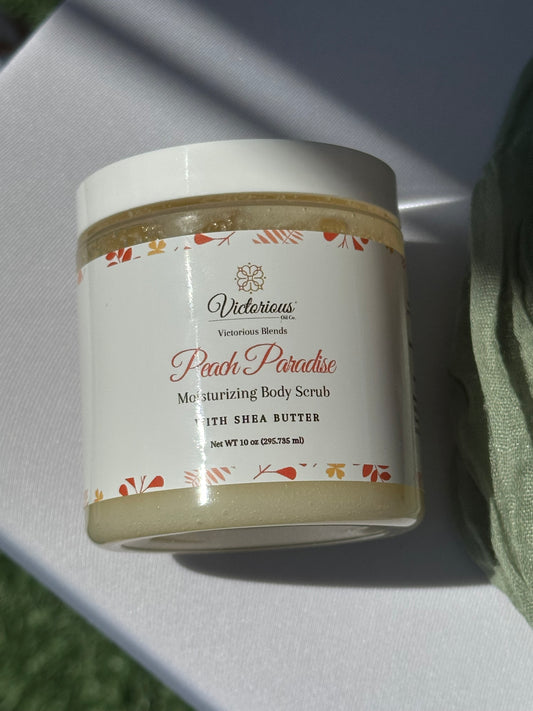 Victorious
Oil Co.
Victorious Blends
Peach Paradise
Moisturizing Body Scrub
WITH SHEA BUTTER
Net WT 10 oz (295.735 ml)